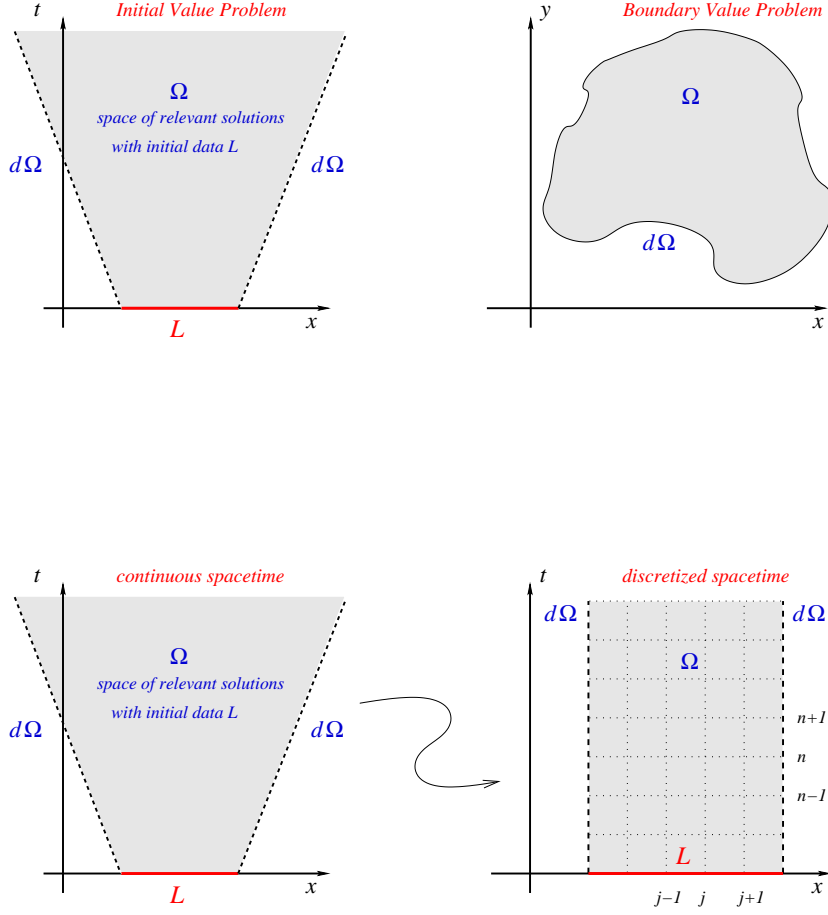 Initial Value Problem
t
Ω
space of relevant solutions
with initial data L
dΩ
dΩ
x
L
Boundary Value Problem
y
Ω
dΩ
x
continuous spacetime
t
Ω
space of relevant solutions
with initial data L
dΩ
dΩ
x
L
discretized spacetime
t
dΩ
dΩ
Ω
n+1
n
n−1
L
x
j−1 j j+1